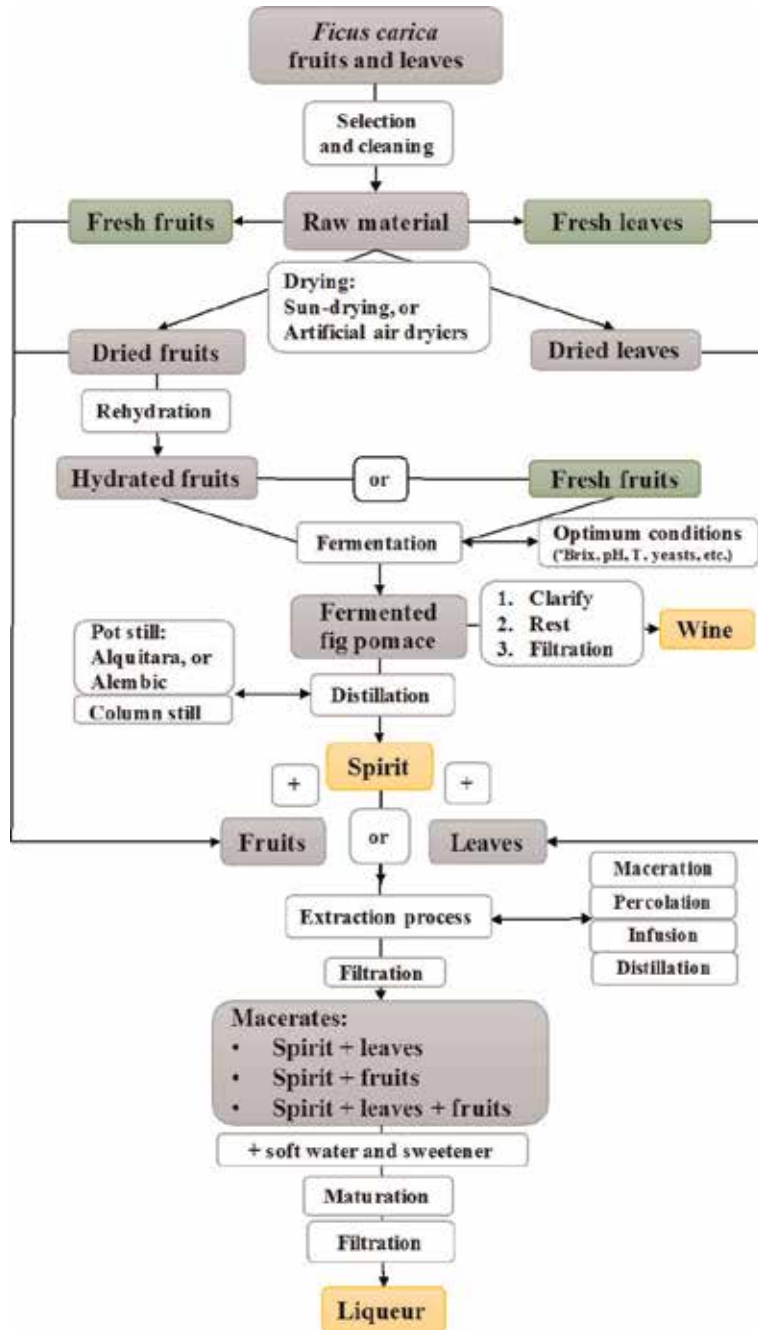 Ficus carica
fruits and leaves
Selection
and cleaning
Fresh fruits
Raw material
Fresh leaves
Drying:
Sun-drying, or
Artificial air dryiers
Dried fruits
Dried leaves
Rehydration
Hydrated fruits
or
Fresh fruits
Fermentation
Optimum conditions
(°Brix, pH, T, yeasts, etc.)
Fermented
fig pomace
1. Clarify
2. Rest
3. Filtration
Wine
Pot still:
Alquitara, or
Alembic
Column still
Distillation
Spirit
+
+
Fruits
or
Leaves
Maceration
Percolation
Infusion
Distillation
Extraction process
Filtration
Macerates:
• Spirit + leaves
• Spirit + fruits
• Spirit + leaves + fruits
+ soft water and sweetener
Maturation
Filtration
Liqueur